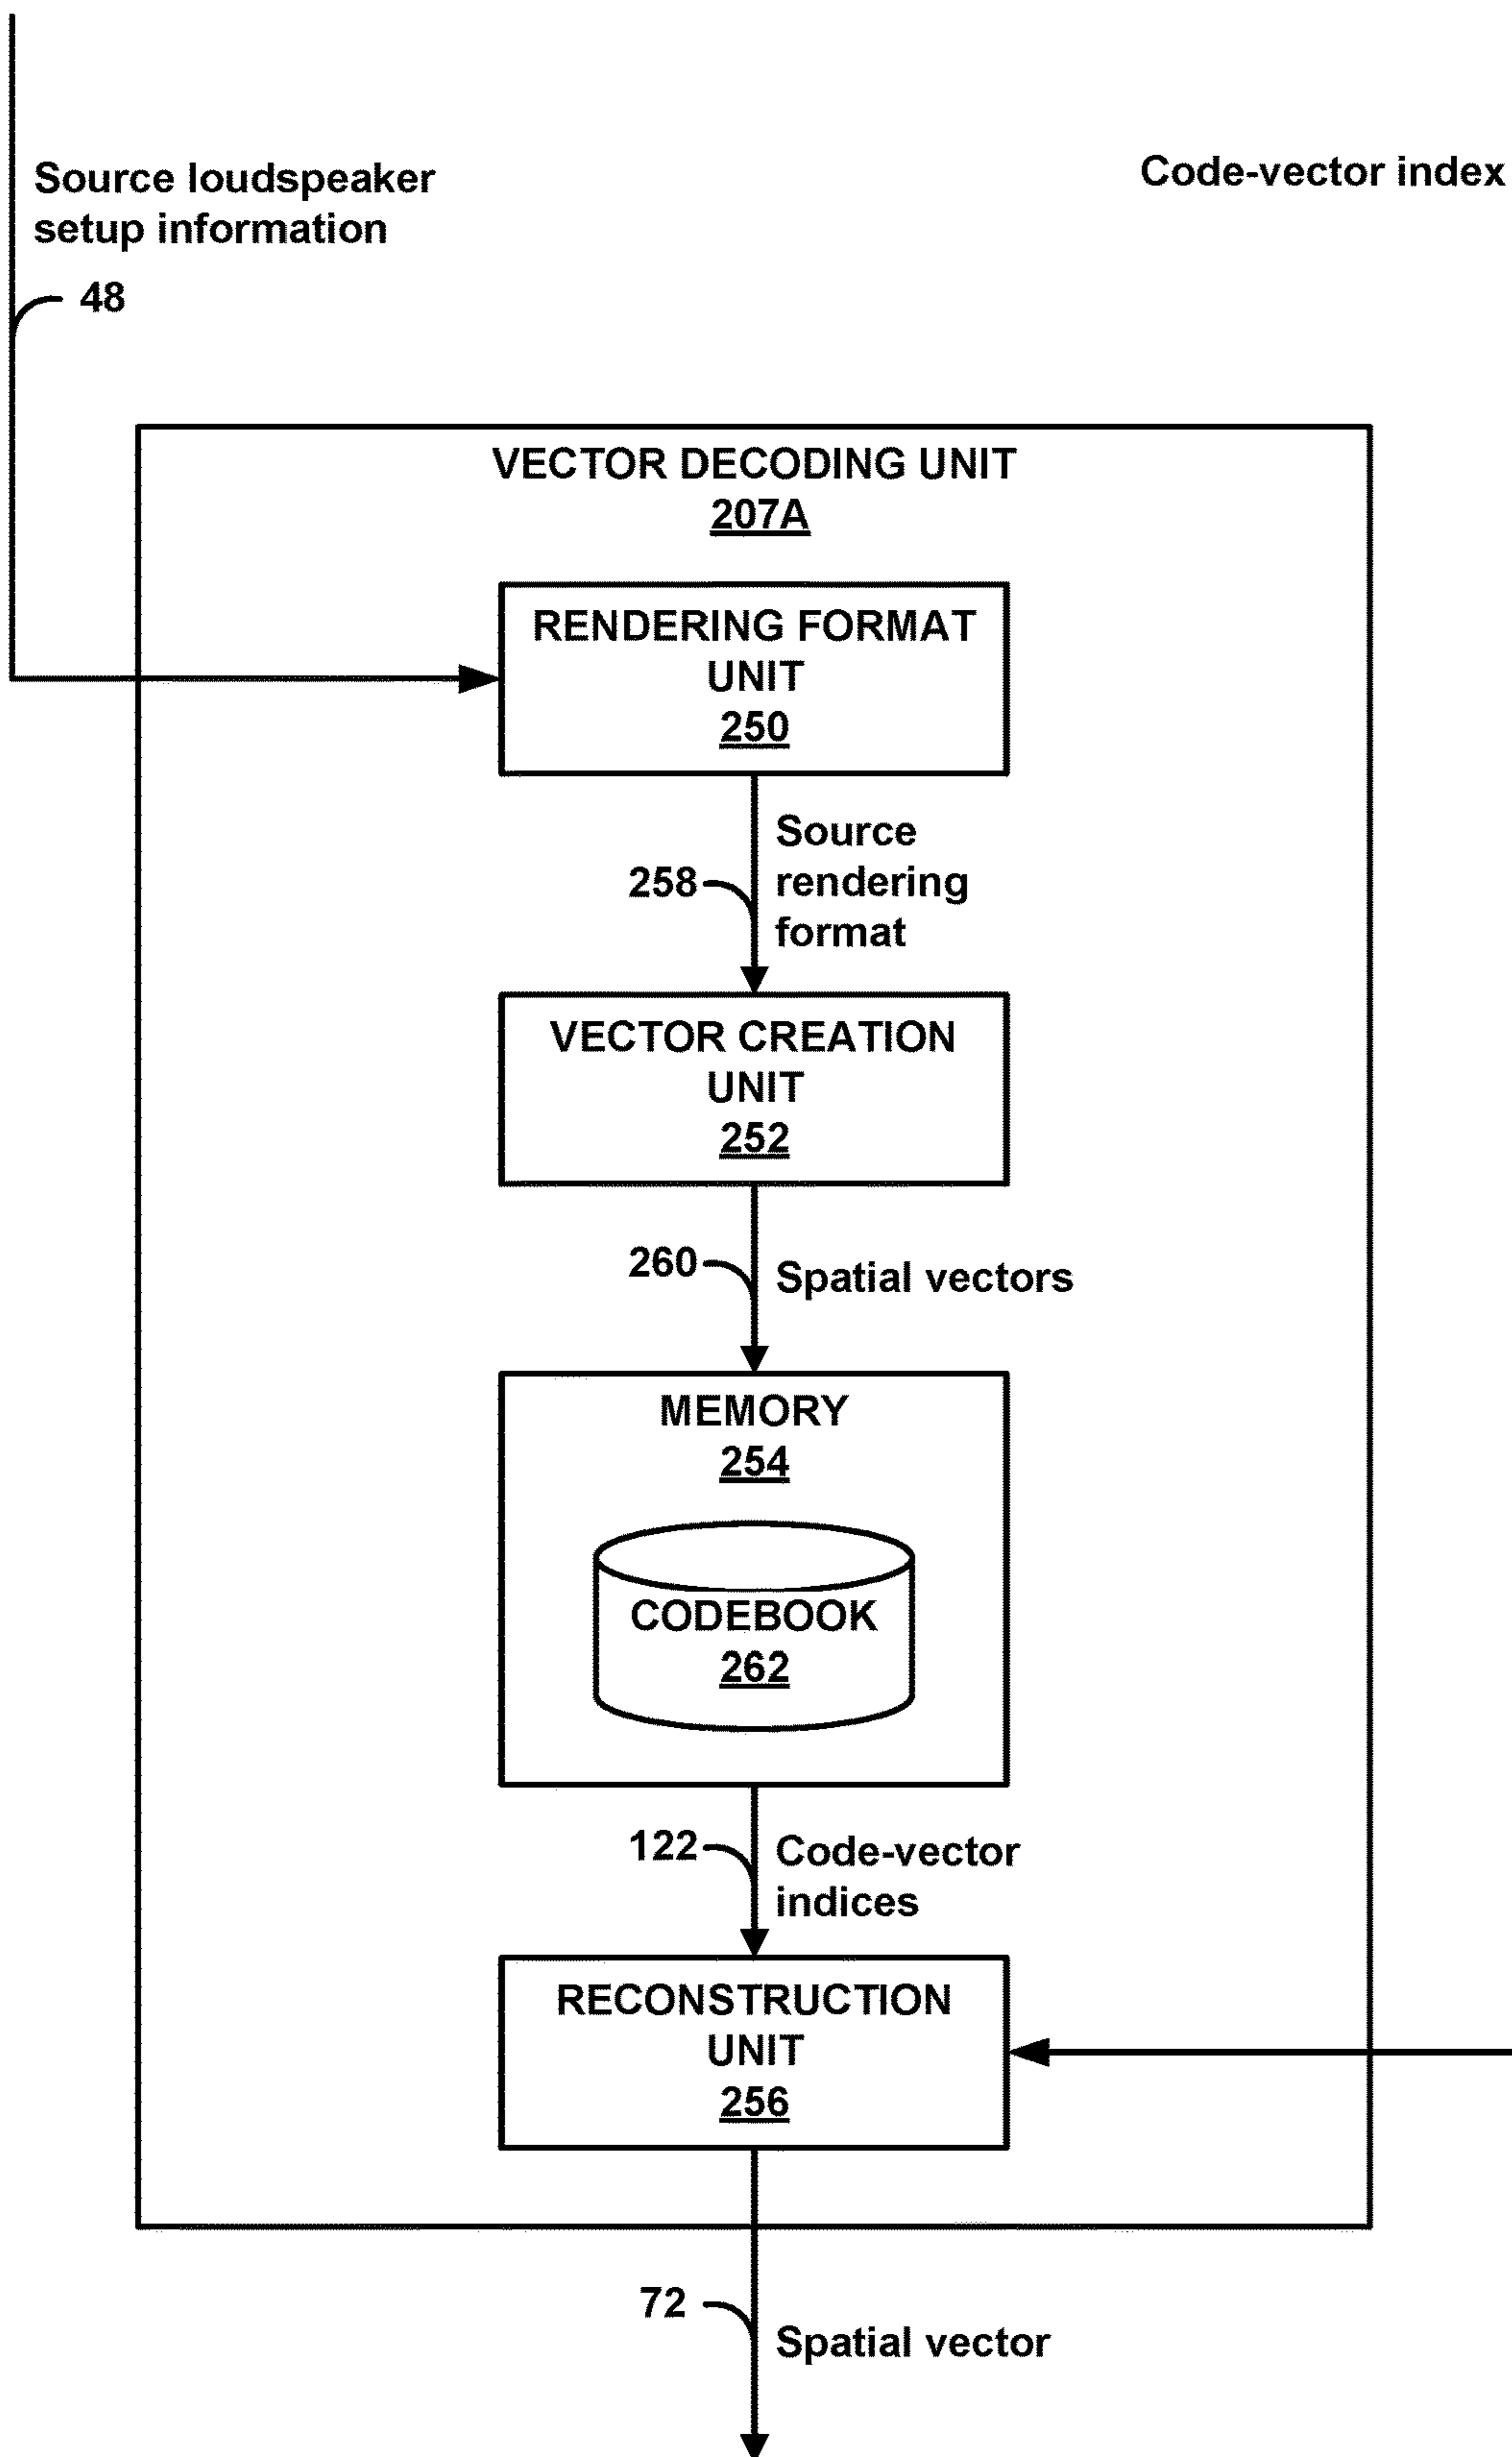 Source loudspeaker
setup information
48
Code-vector index
VECTOR DECODING UNIT
207A
RENDERING FORMAT
UNIT
250
258
Source
rendering
format
VECTOR CREATION
UNIT
252
260
Spatial vectors
MEMORY
254
CODEBOOK
262
122
Code-vector
indices
RECONSTRUCTION
UNIT
256
72
Spatial vector